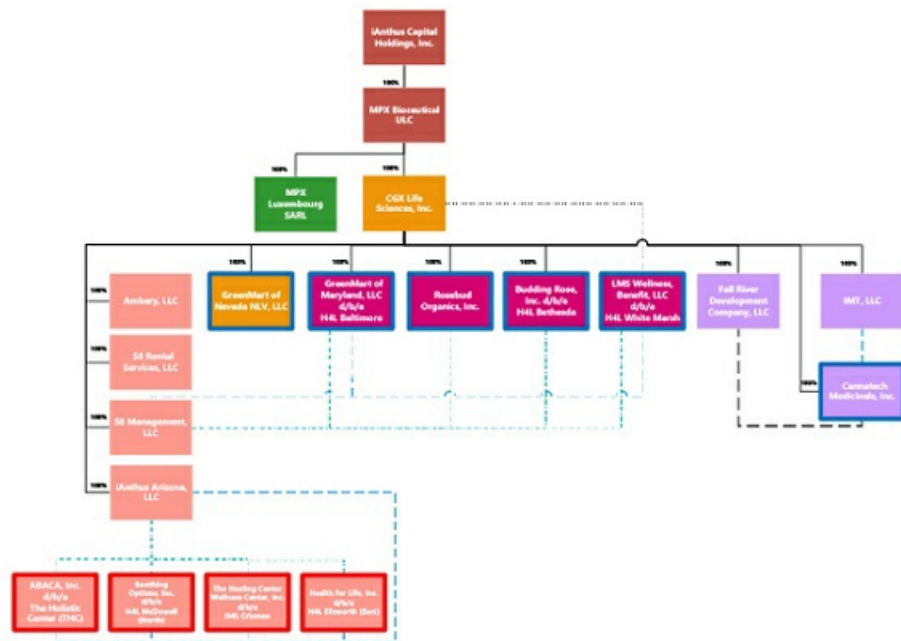 iAnthus Capital
Holdings, Inc.
100%
MPX Bioceutical
ULC
100%
100%
MPX
Luxembourg
SARL
CGX Life
Sciences, Inc.
100%
100%
100%
100%
100%
100%
100%
100%
Ambary, LLC
GreenMart of
Nevada NLV, LLC
GreenMart of
Maryland, LLC
d/b/a
H4L Baltimore
Rosebud
Organics, Inc.
Budding Rose,
Inc. d/b/a
H4L Bethesda
LMS Wellness,
Benefit, LLC
d/b/a
H4L White Marsh
Fall River
Development
Company, LLC
IMT, LLC
100%
S8 Rental
Services, LLC
100%
Cannatech
Medicinals, Inc.
100%
S8 Management,
LLC
100%
iAnthus Arizona,
LLC
ABACA, Inc.
d/b/a
The Holistic
Center (THC)
Soothing
Options, Inc.
d/b/a
H4L McDowell
(North)
The Healing Center
Wellness Center, Inc.
d/b/a
H4L Crismon
Health for Life, Inc.
d/b/a
H4L Ellsworth (East)